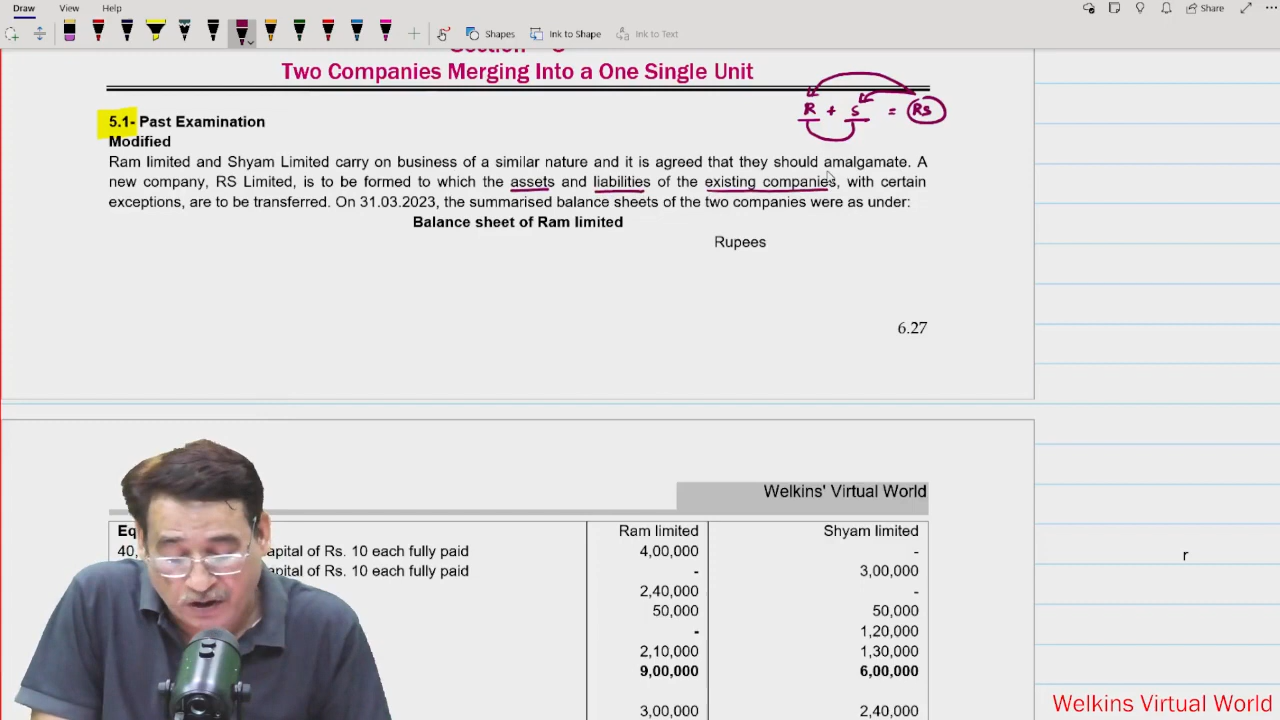 Draw View Help
Share
Shapes Ink to Shape Ink to Text
Two Companies Merging Into a One Single Unit
R + S = RS
5.1- Past Examination
Modified
Ram limited and Shyam Limited carry on business of a similar nature and it is agreed that they should amalgamate. A
new company, RS Limited, is to be formed to which the assets and liabilities of the existing companies, with certain
exceptions, are to be transferred. On 31.03.2023, the summarised balance sheets of the two companies were as under:
Balance sheet of Ram limited
Rupees
6.27
Welkins' Virtual World
Ram limited Shyam limited
apital of Rs. 10 each fully paid 4,00,000 -
apital of Rs. 10 each fully paid - 3,00,000
2,40,000 -
50,000 50,000
- 1,20,000
2,10,000 1,30,000
9,00,000 6,00,000
3,00,000 2,40,000
r
Welkins Virtual World